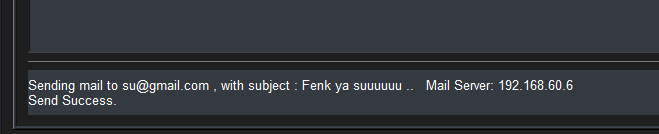 Sending mail to su@gmail.com , with subject : Fenk ya suuuuuu ..   Mail Server: 192.168.60.6
Send Success.